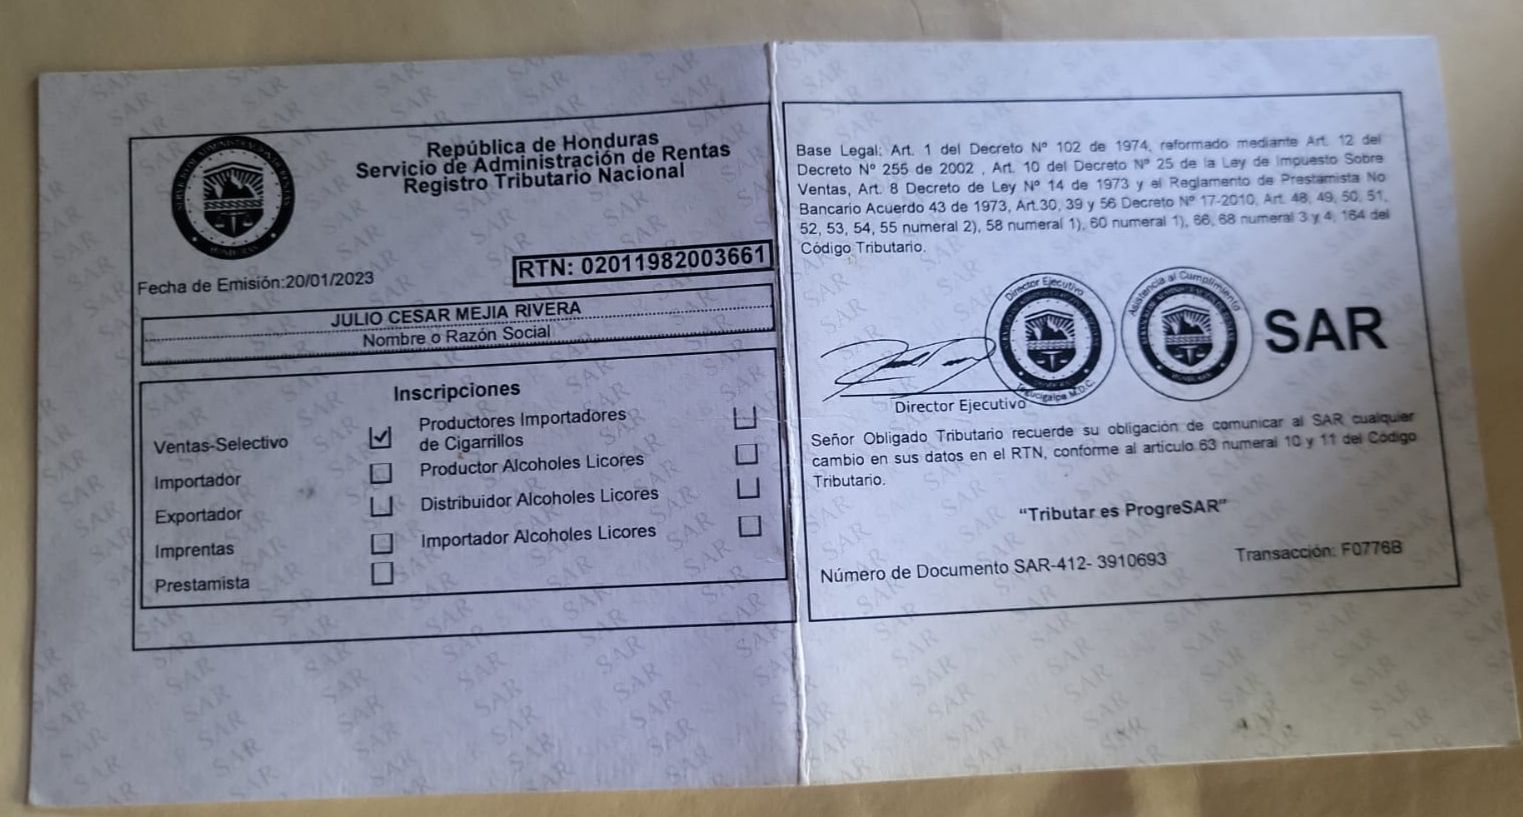 República de Honduras
Servicio de Administración de Rentas
Registro Tributario Nacional
Fecha de Emisión:20/01/2023
RTN: 02011982003661
JULIO CESAR MEJIA RIVERA
Nombre o Razón Social
Inscripciones
Ventas-Selectivo
Importador
Exportador
Imprentas
Prestamista
Productores Importadores
de Cigarrillos
Productor Alcoholes Licores
Distribuidor Alcoholes Licores
Importador Alcoholes Licores
Base Legal: Art. 1 del Decreto Nº 102 de 1974, reformado mediante Art. 12 del
Decreto Nº 255 de 2002 , Art. 10 del Decreto Nº 25 de la Ley de Impuesto Sobre
Ventas, Art. 8 Decreto de Ley Nº 14 de 1973 y el Reglamento de Prestamista No
Bancario Acuerdo 43 de 1973, Art.30, 39 y 56 Decreto Nº 17-2010, Art. 48, 49, 50, 51,
52, 53, 54, 55 numeral 2), 58 numeral 1), 60 numeral 1), 66, 68 numeral 3 y 4, 164 del
Código Tributario.
Director Ejecutivo
Tegucigalpa M.D.C.
Asistencia al Cumplimiento
SAR
Director Ejecutivo
Señor Obligado Tributario recuerde su obligación de comunicar al SAR cualquier
cambio en sus datos en el RTN, conforme al articulo 63 numeral 10 y 11 del Código
Tributario.
“Tributar es ProgreSAR”
Número de Documento SAR-412- 3910693
Transacción: F0776B